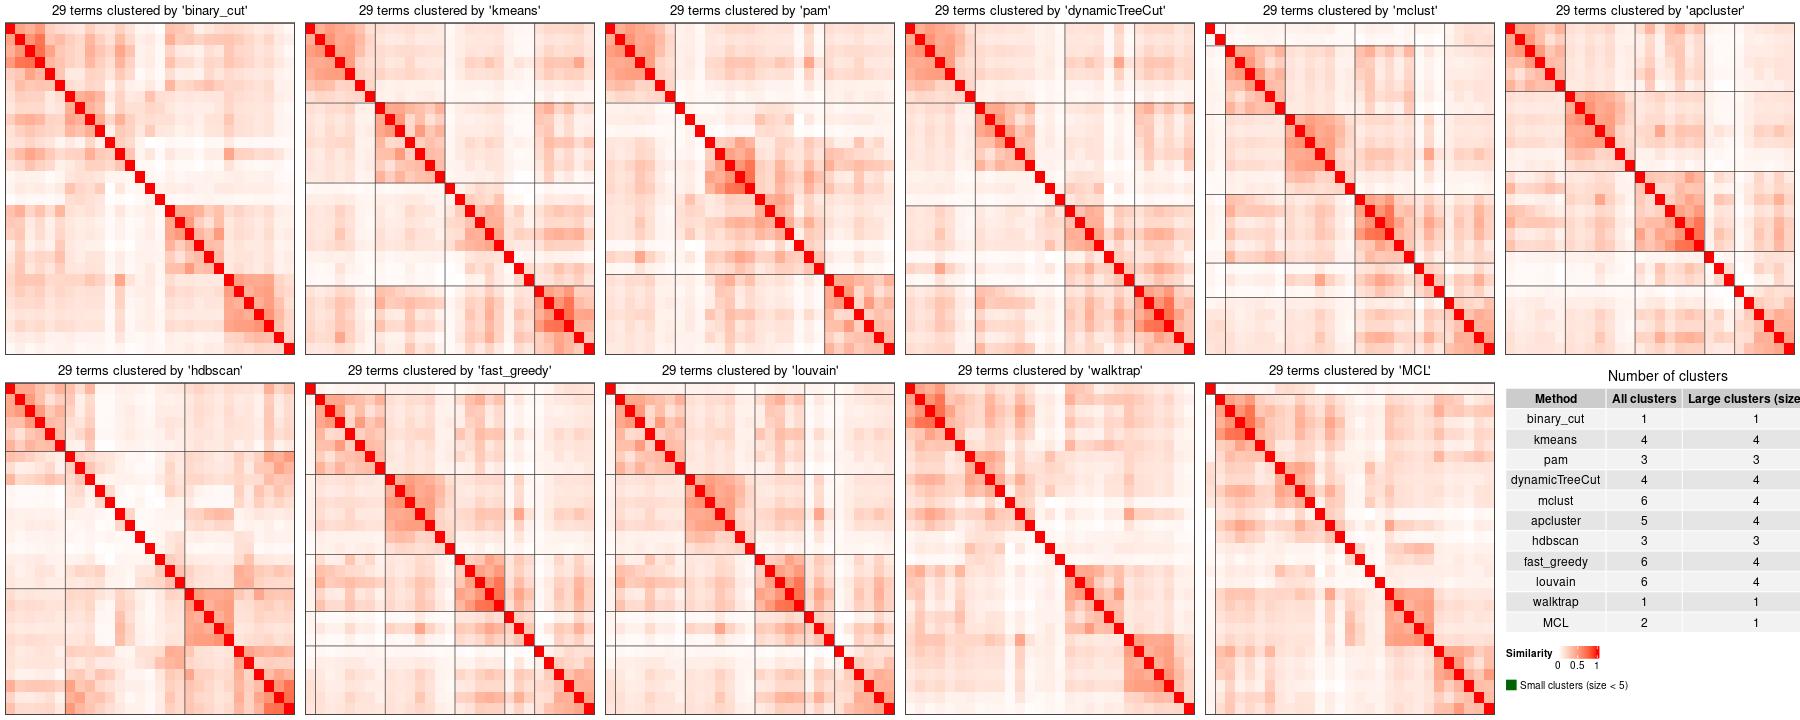 29 terms clustered by 'binary_cut'
29 terms clustered by 'kmeans'
29 terms clustered by 'pam'
29 terms clustered by 'dynamicTreeCut'
29 terms clustered by 'mclust'
29 terms clustered by 'apcluster'
29 terms clustered by 'hdbscan'
29 terms clustered by 'fast_greedy'
29 terms clustered by 'louvain'
29 terms clustered by 'walktrap'
29 terms clustered by 'MCL'
Number of clusters
Method All clusters Large clusters (size
binary_cut 1 1
kmeans 4 4
pam 3 3
dynamicTreeCut 4 4
mclust 6 4
apcluster 5 4
hdbscan 3 3
fast_greedy 6 4
louvain 6 4
walktrap 1 1
MCL 2 1
Similarity
0 0.5 1
Small clusters (size < 5)